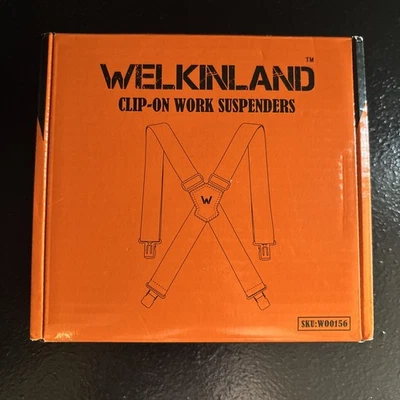 WELKINLAND™
CLIP-ON WORK SUSPENDERS
W
SKU:W00156